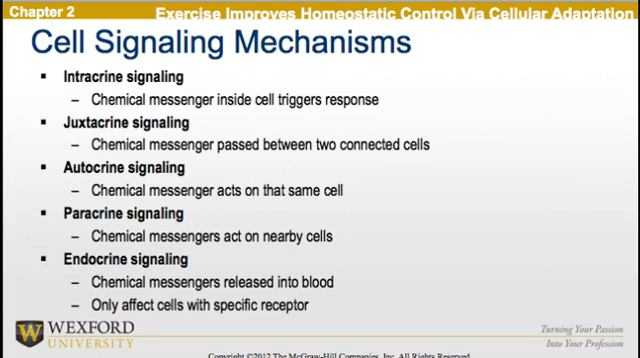 Chapter 2
Exercise Improves Homeostatic Control Via Cellular Adaptation
Cell Signaling Mechanisms
▪ Intracrine signaling
– Chemical messenger inside cell triggers response
▪ Juxtacrine signaling
– Chemical messenger passed between two connected cells
▪ Autocrine signaling
– Chemical messenger acts on that same cell
▪ Paracrine signaling
– Chemical messengers act on nearby cells
▪ Endocrine signaling
– Chemical messengers released into blood
– Only affect cells with specific receptor
W WEXFORD
UNIVERSITY
Turning Your Passion
Into Your Profession
Copyright ©2012 The McGraw-Hill Companies, Inc. All Rights Reserved.